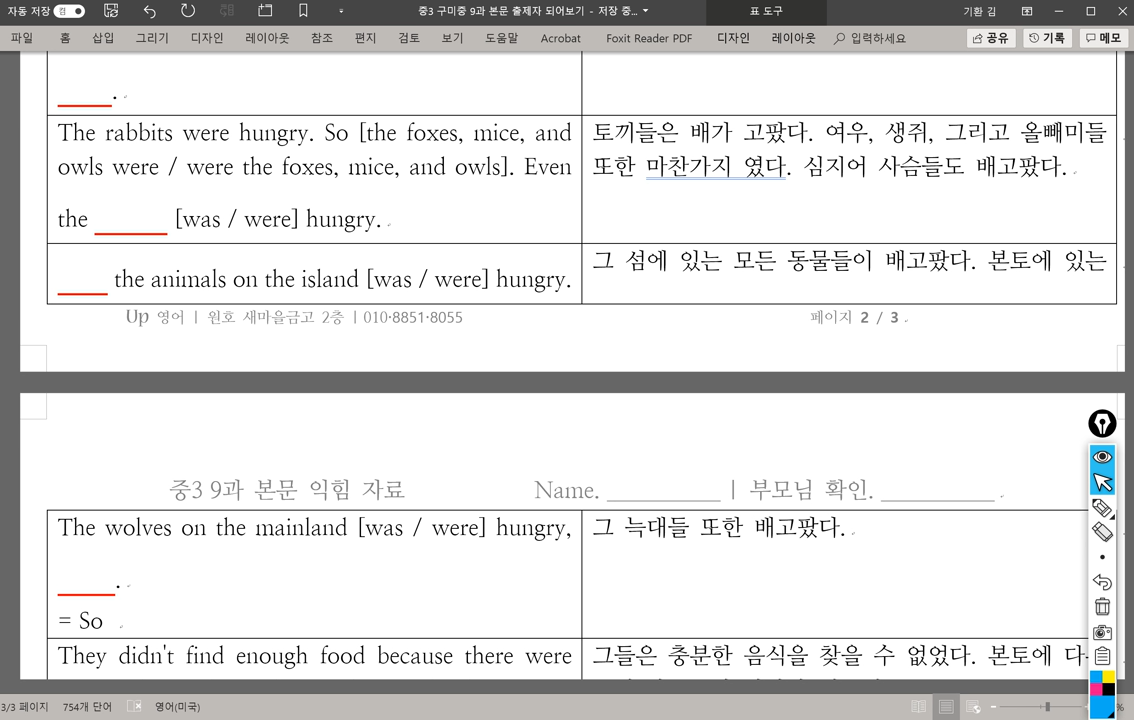 자동 저장 컴 중3 구미중 9과 본문 출제자 되어보기 - 저장 중... 표 도구 기환 김
파일 홈 삽입 그리기 디자인 레이아웃 참조 편지 검토 보기 도움말 Acrobat Foxit Reader PDF 디자인 레이아웃 입력하세요 공유 기록 메모
_____.
The rabbits were hungry. So [the foxes, mice, and
owls were / were the foxes, mice, and owls]. Even
the ______ [was / were] hungry.
토끼들은 배가 고팠다. 여우, 생쥐, 그리고 올빼미들
또한 마찬가지 였다. 심지어 사슴들도 배고팠다.
____ the animals on the island [was / were] hungry.
그 섬에 있는 모든 동물들이 배고팠다. 본토에 있는
Up 영어 | 원호 새마을금고 2층 | 010·8851·8055 페이지 2 / 3
중3 9과 본문 익힘 자료 Name. __________ | 부모님 확인. __________
The wolves on the mainland [was / were] hungry,
_____.
= So
그 늑대들 또한 배고팠다.
They didn't find enough food because there were
그들은 충분한 음식을 찾을 수 없었다. 본토에 다
3/3 페이지 754개 단어 영어(미국) %